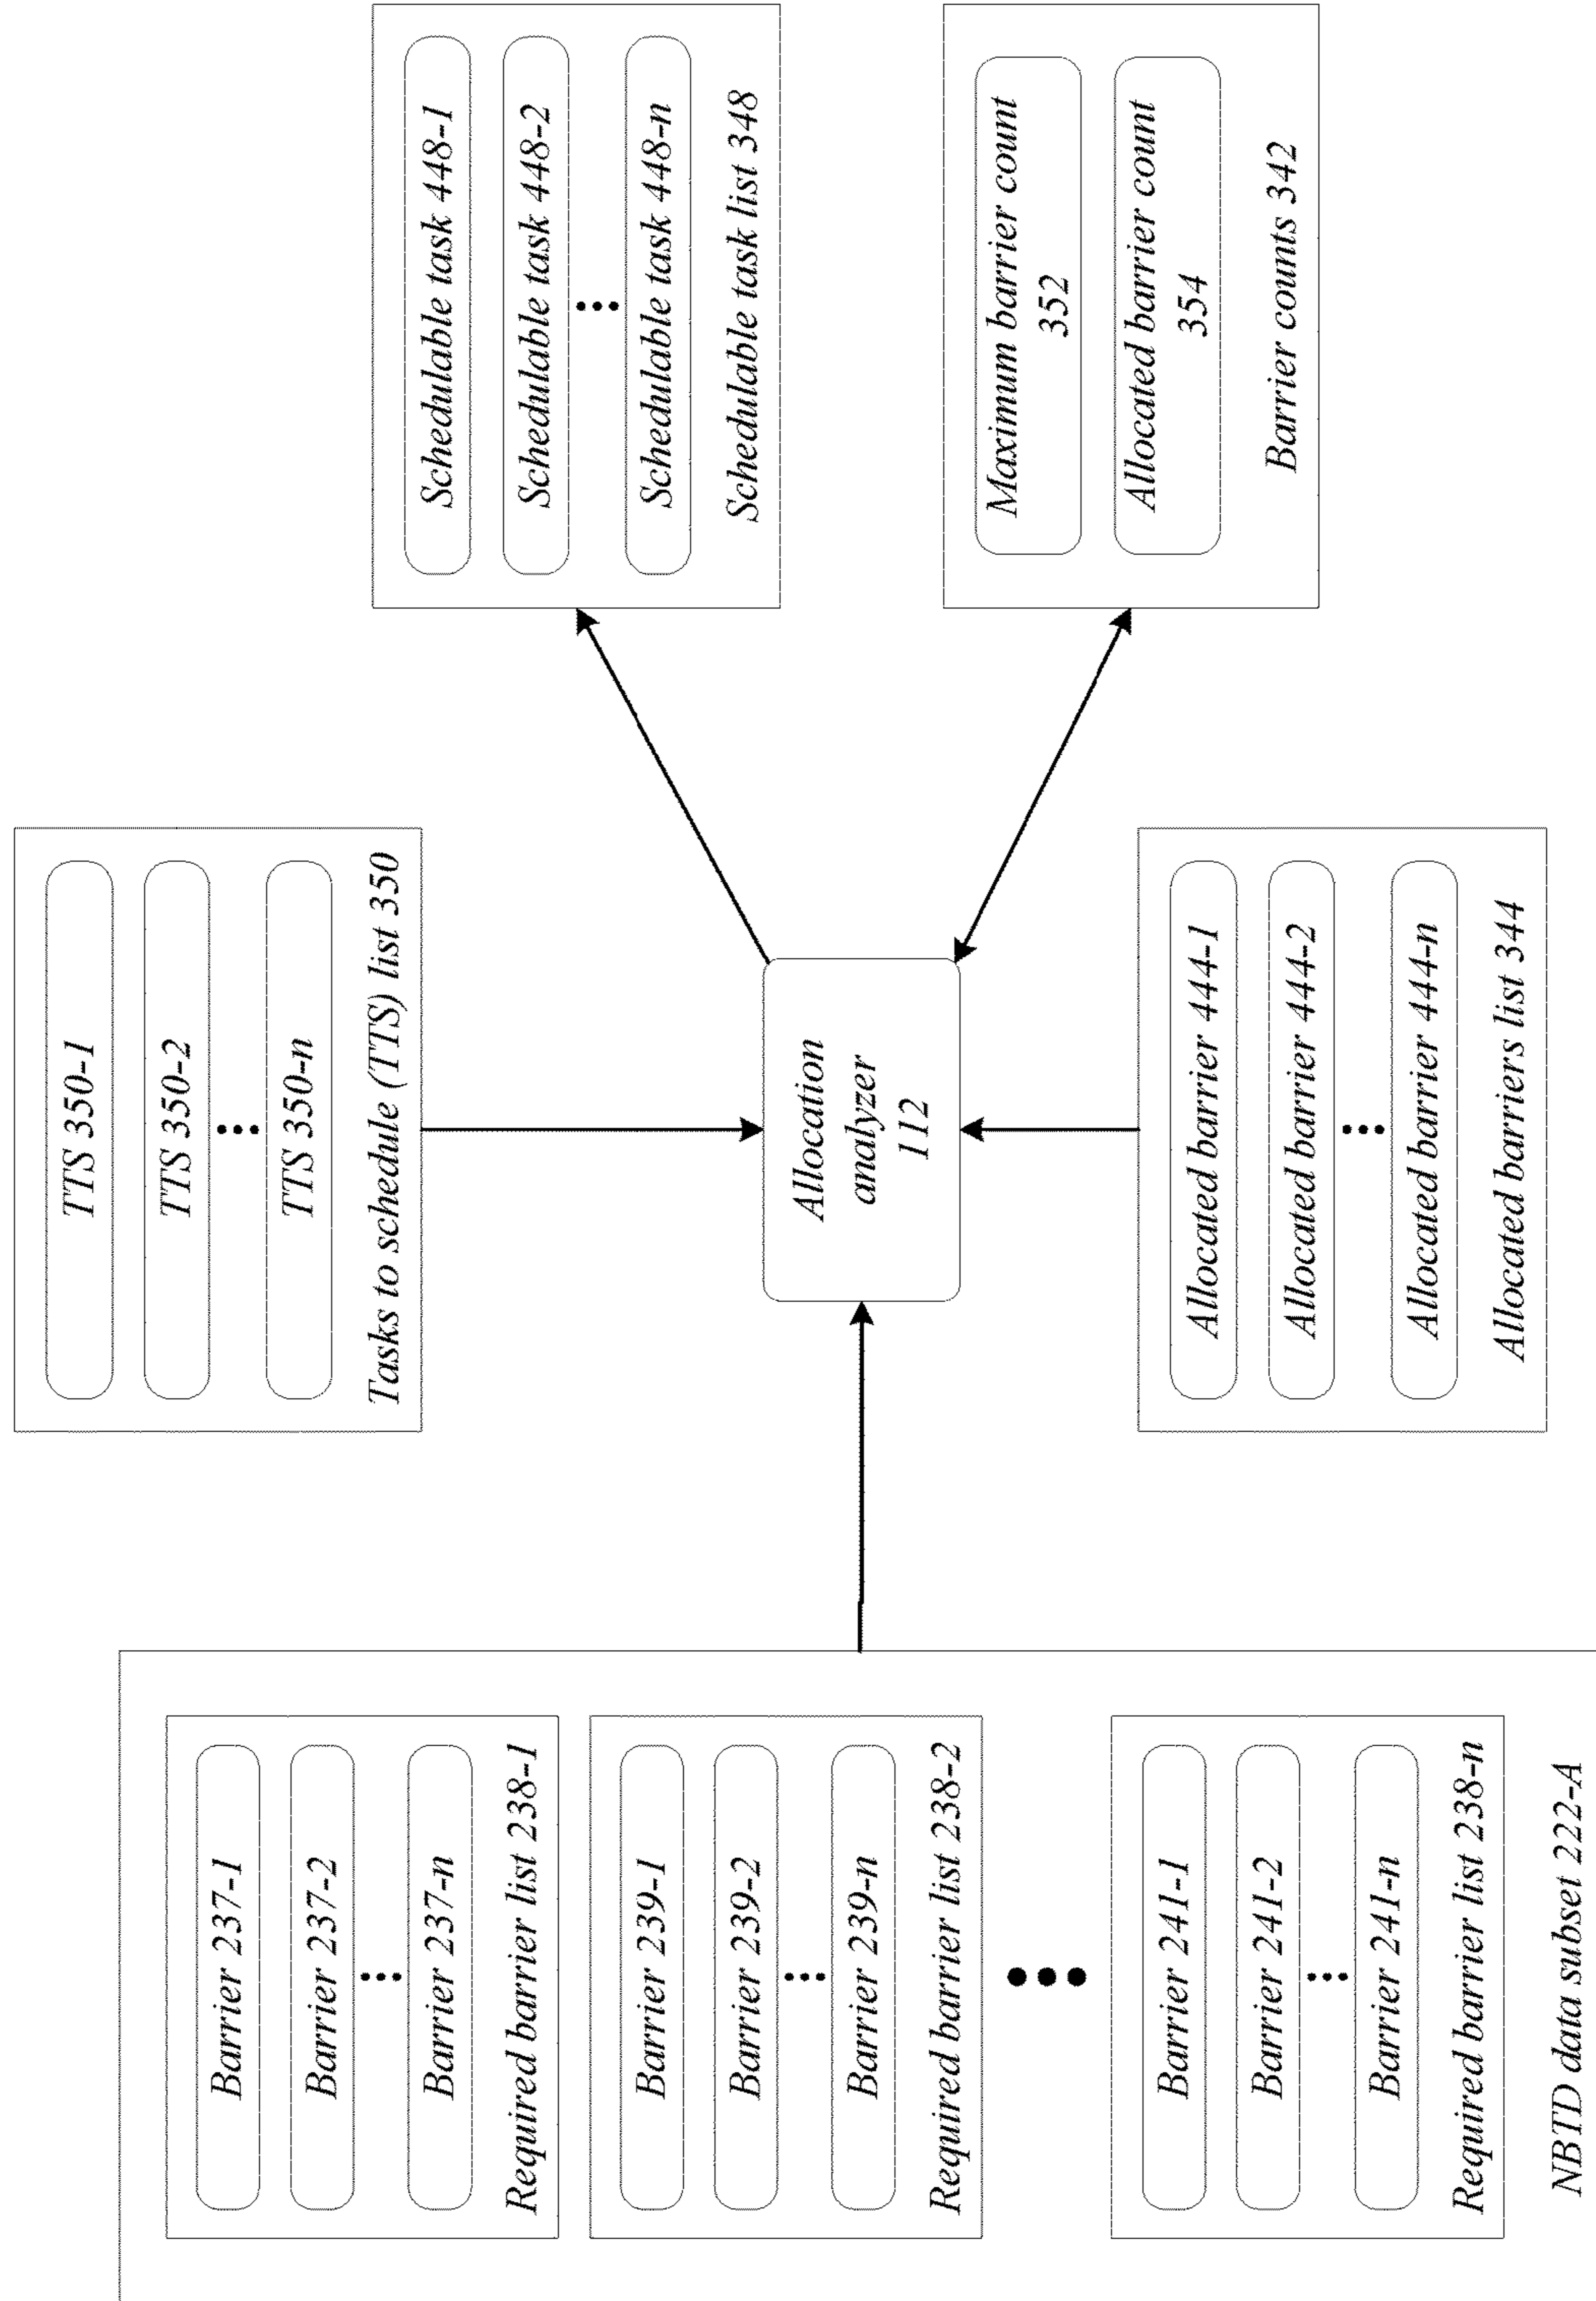 Barrier 237-1
Barrier 237-2
Barrier 237-n
Required barrier list 238-1
Barrier 239-1
Barrier 239-2
Barrier 239-n
Required barrier list 238-2
Barrier 241-1
Barrier 241-2
Barrier 241-n
Required barrier list 238-n
NBTD data subset 222-A
TTS 350-1
TTS 350-2
TTS 350-n
Tasks to schedule (TTS) list 350
Allocation
analyzer
112
Allocated barrier 444-1
Allocated barrier 444-2
Allocated barrier 444-n
Allocated barriers list 344
Schedulable task 448-1
Schedulable task 448-2
Schedulable task 448-n
Schedulable task list 348
Maximum barrier count
352
Allocated barrier count
354
Barrier counts 342